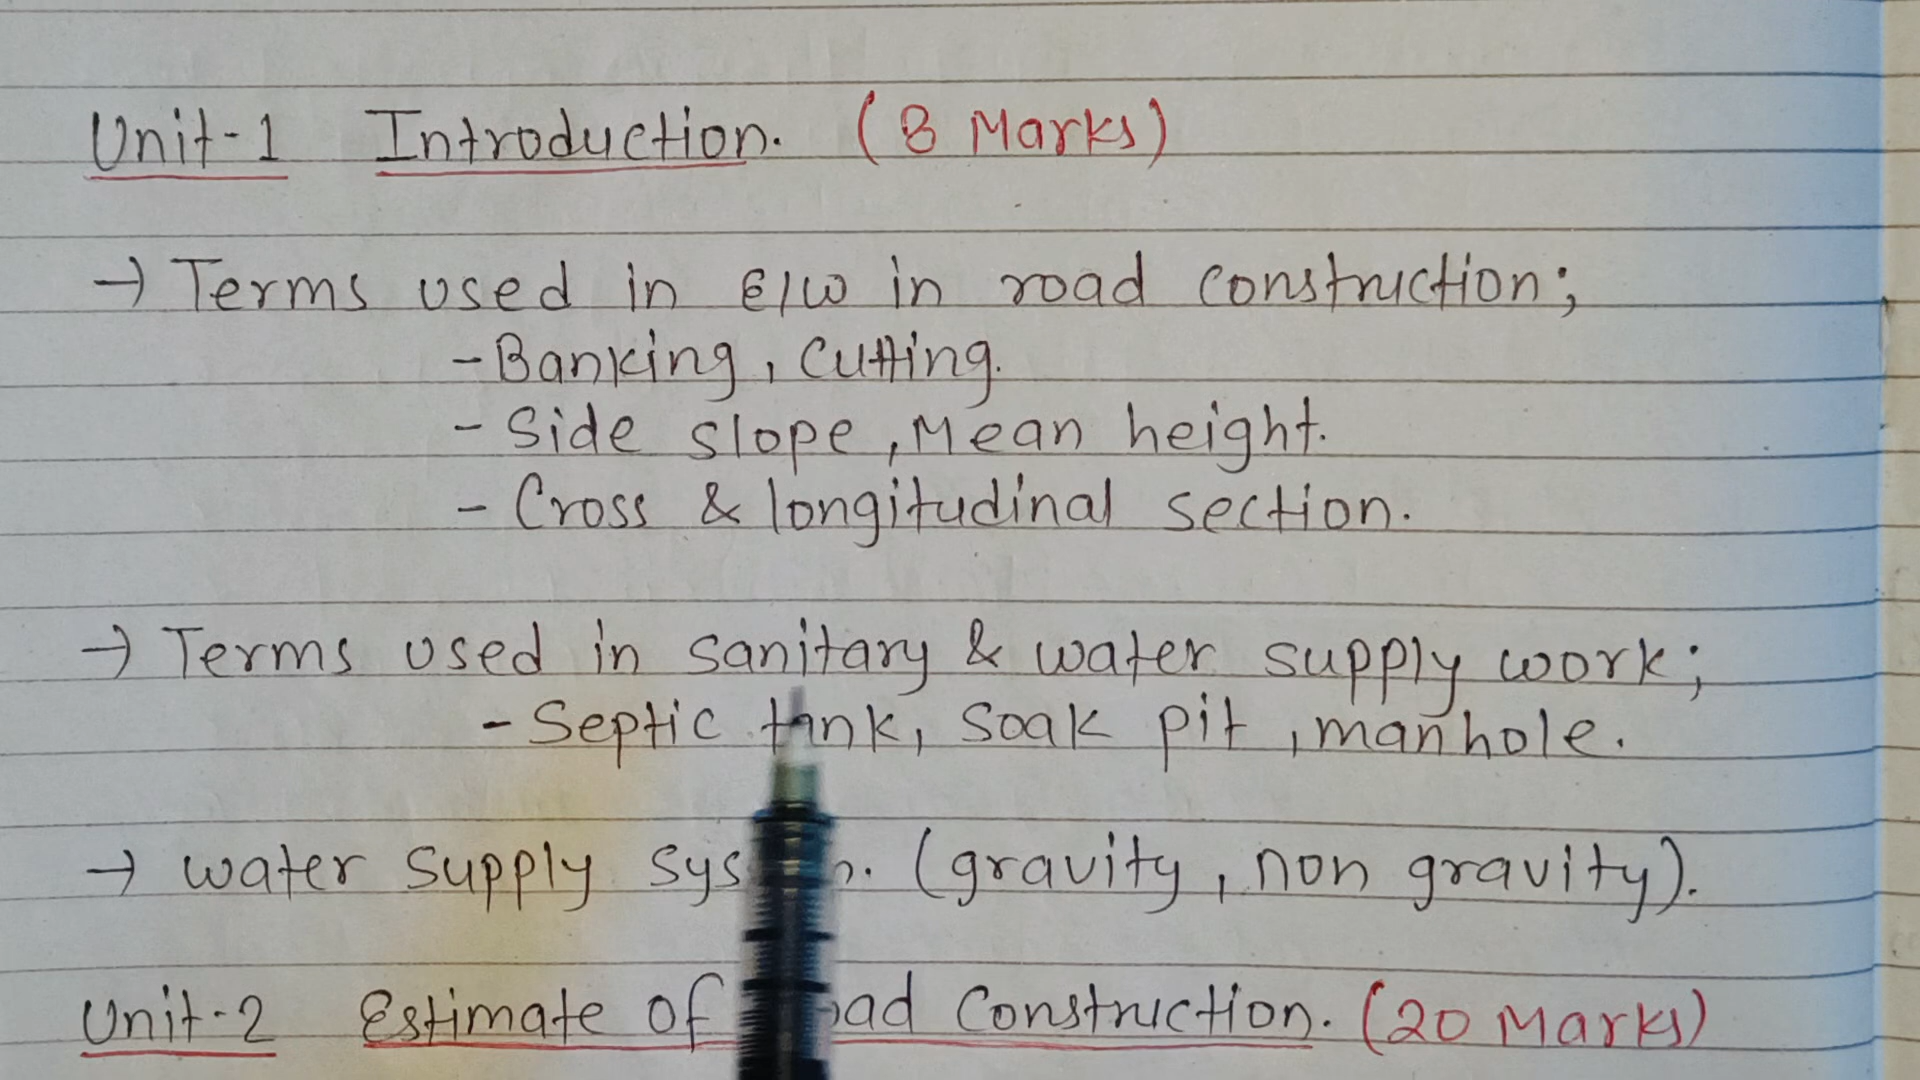 Unit-1 Introduction. (8 Marks)
→ Terms used in E/W in road construction;
- Banking, Cutting.
- Side slope, Mean height.
- Cross & longitudinal section.
→ Terms used in sanitary & water supply work;
- Septic tank, Soak pit, manhole.
→ water supply (gravity, non gravity).
Unit-2 Estimate of Construction. (20 Marks)